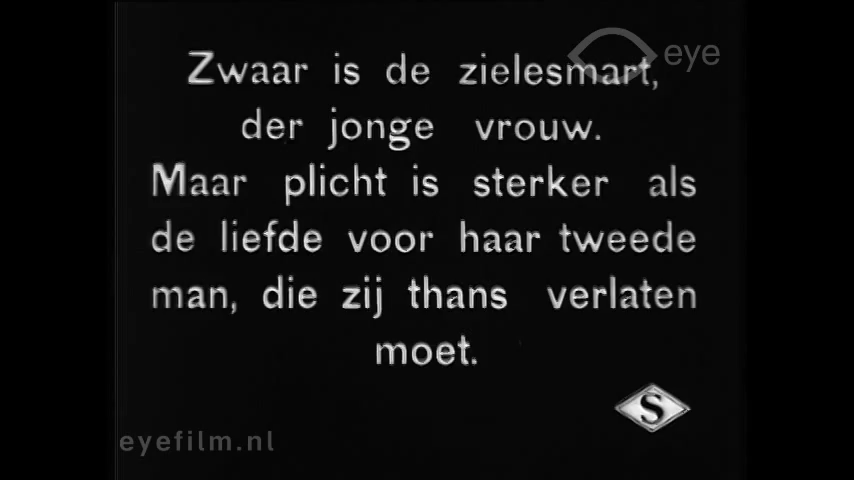 eye
Zwaar is de zielesmart,
der jonge vrouw.
Maar plicht is sterker als
de liefde voor haar tweede
man, die zij thans verlaten
moet.
S
eyefilm.nl